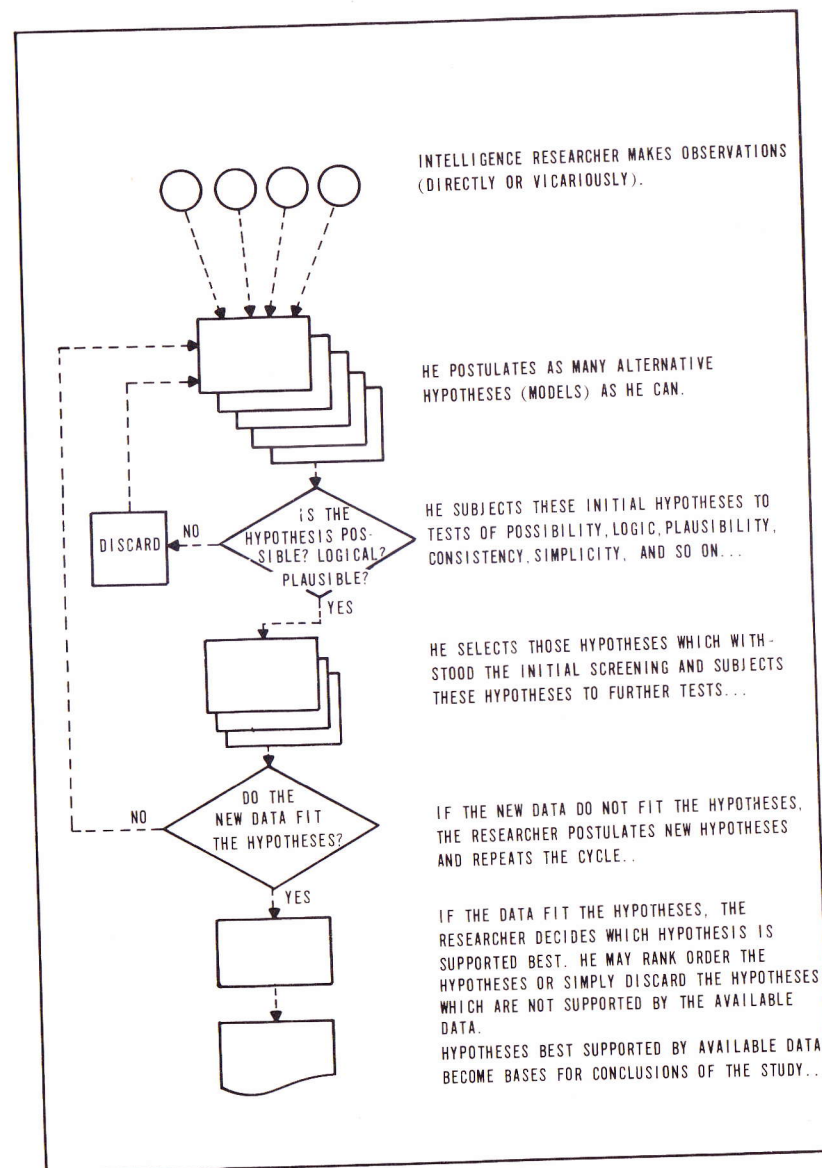 INTELLIGENCE RESEARCHER MAKES OBSERVATIONS
(DIRECTLY OR VICARIOUSLY).
HE POSTULATES AS MANY ALTERNATIVE
HYPOTHESES (MODELS) AS HE CAN.
DISCARD
NO
IS THE
HYPOTHESIS POS-
SIBLE? LOGICAL?
PLAUSIBLE?
YES
HE SUBJECTS THESE INITIAL HYPOTHESES TO
TESTS OF POSSIBILITY, LOGIC, PLAUSIBILITY,
CONSISTENCY, SIMPLICITY, AND SO ON...
HE SELECTS THOSE HYPOTHESES WHICH WITH-
STOOD THE INITIAL SCREENING AND SUBJECTS
THESE HYPOTHESES TO FURTHER TESTS...
NO
DO THE
NEW DATA FIT
THE HYPOTHESES?
YES
IF THE NEW DATA DO NOT FIT THE HYPOTHESES,
THE RESEARCHER POSTULATES NEW HYPOTHESES
AND REPEATS THE CYCLE..
IF THE DATA FIT THE HYPOTHESES, THE
RESEARCHER DECIDES WHICH HYPOTHESIS IS
SUPPORTED BEST. HE MAY RANK ORDER THE
HYPOTHESES OR SIMPLY DISCARD THE HYPOTHESES
WHICH ARE NOT SUPPORTED BY THE AVAILABLE
DATA.
HYPOTHESES BEST SUPPORTED BY AVAILABLE DATA
BECOME BASES FOR CONCLUSIONS OF THE STUDY..